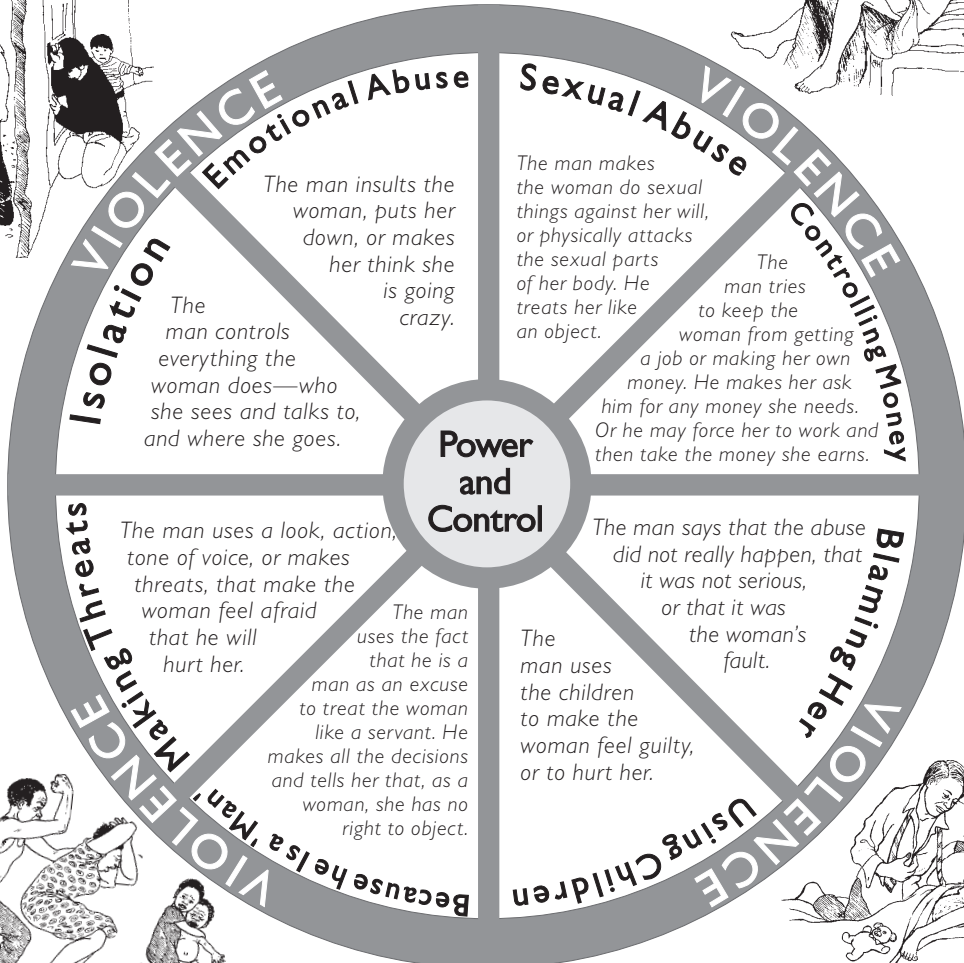 VIOLENCE
Emotional Abuse
The man insults the
woman, puts her
down, or makes
her think she
is going
crazy.
VIOLENCE
Sexual Abuse
The man makes
the woman do sexual
things against her will,
or physically attacks
the sexual parts
of her body. He
treats her like
an object.
Controlling Money
The
man tries
to keep the
woman from getting
a job or making her own
money. He makes her ask
him for any money she needs.
Or he may force her to work and
then take the money she earns.
Isolation
The
man controls
everything the
woman does—who
she sees and talks to,
and where she goes.
Power
and
Control
Making Threats
The man uses a look, action,
tone of voice, or makes
threats, that make the
woman feel afraid
that he will
hurt her.
VIOLENCE
Because he Is a 'Man'
The man
uses the fact
that he is a
man as an excuse
to treat the woman
like a servant. He
makes all the decisions
and tells her that, as a
woman, she has no
right to object.
Using Children
The
man uses
the children
to make the
woman feel guilty,
or to hurt her.
Blaming Her
The man says that the abuse
did not really happen, that
it was not serious,
or that it was
the woman's
fault.
VIOLENCE